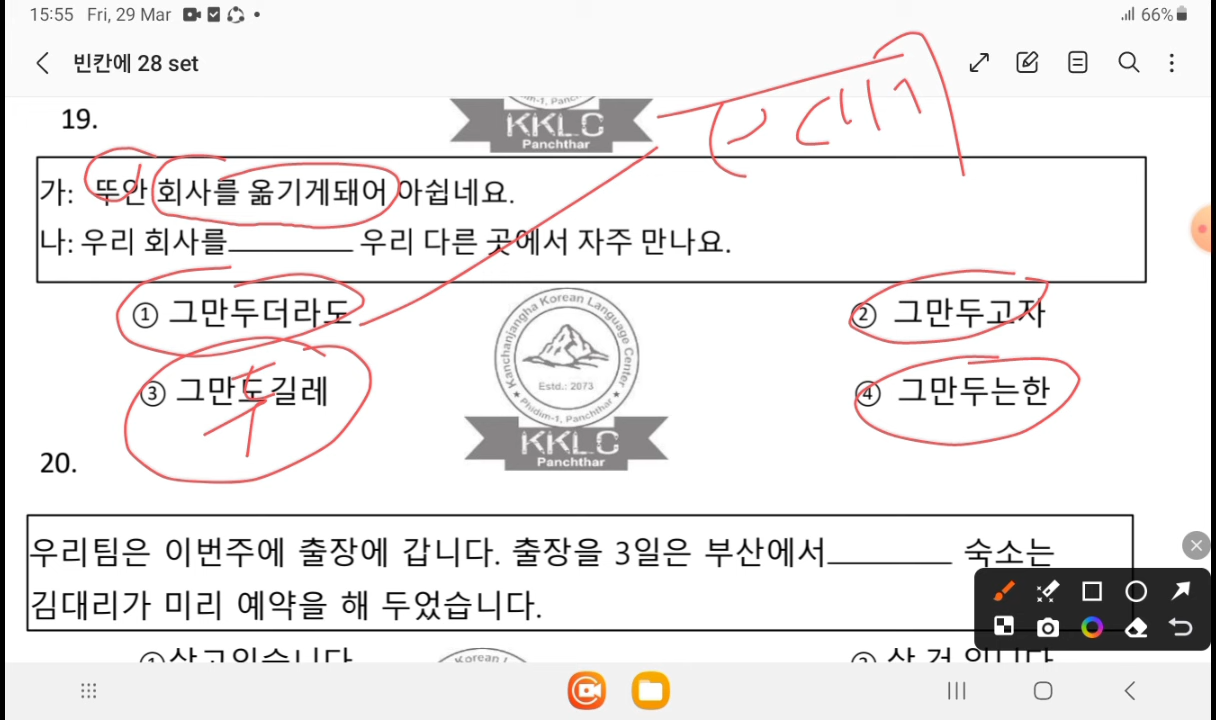 15:55 Fri, 29 Mar 66%
빈칸에 28 set
19.
KKLC
Panchthar
가: 뚜안 회사를 옮기게돼어 아쉽네요.
나: 우리 회사를________ 우리 다른 곳에서 자주 만나요.
① 그만두더라도 ② 그만두고자
③ 그만두길레 ④ 그만두는한
Kanchanjangha Korean Language Center
Estd.: 2073
Phidim-1, Panchthar
KKLC
Panchthar
20.
우리팀은 이번주에 출장에 갑니다. 출장을 3일은 부산에서________ 숙소는
김대리가 미리 예약을 해 두었습니다.